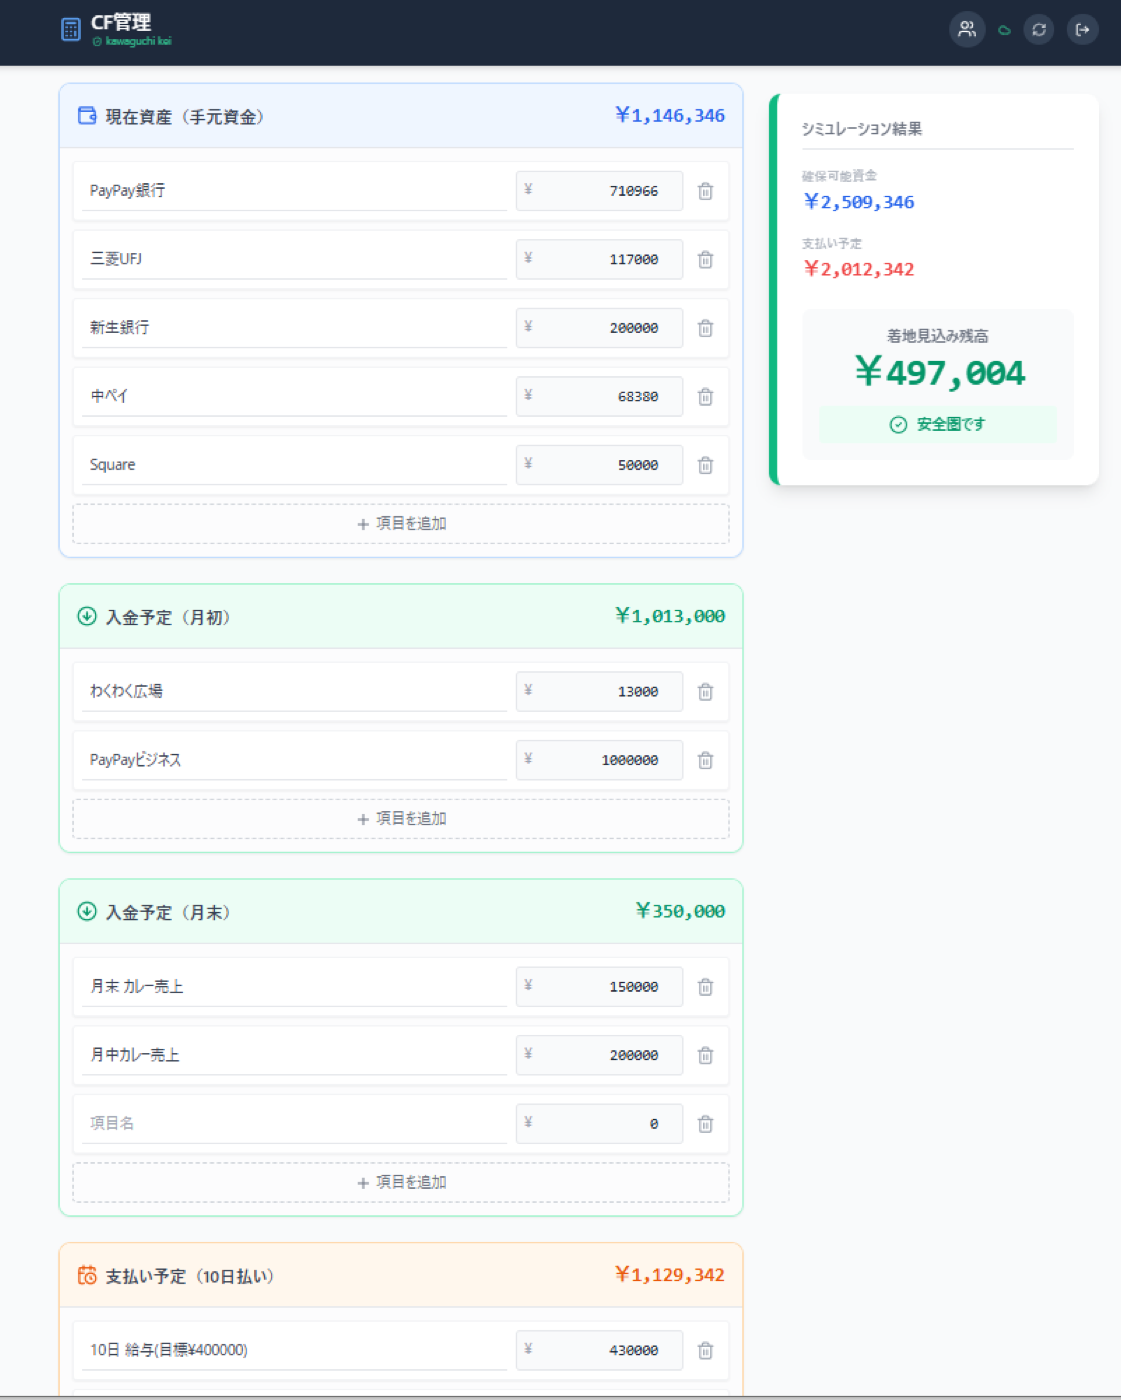 CF管理
kawaguchi kei
現在資産（手元資金）
¥1,146,346
PayPay銀行
¥ 710966
三菱UFJ
¥ 117000
新生銀行
¥ 200000
中ペイ
¥ 68380
Square
¥ 50000
+ 項目を追加
入金予定（月初）
¥1,013,000
わくわく広場
¥ 13000
PayPayビジネス
¥ 1000000
+ 項目を追加
入金予定（月末）
¥350,000
月末 カレー売上
¥ 150000
月中カレー売上
¥ 200000
項目名
¥ 0
+ 項目を追加
支払い予定（10日払い）
¥1,129,342
10日 給与(目標¥400000)
¥ 430000
シミュレーション結果
確保可能資金
¥2,509,346
支払い予定
¥2,012,342
着地見込み残高
¥497,004
安全圏です